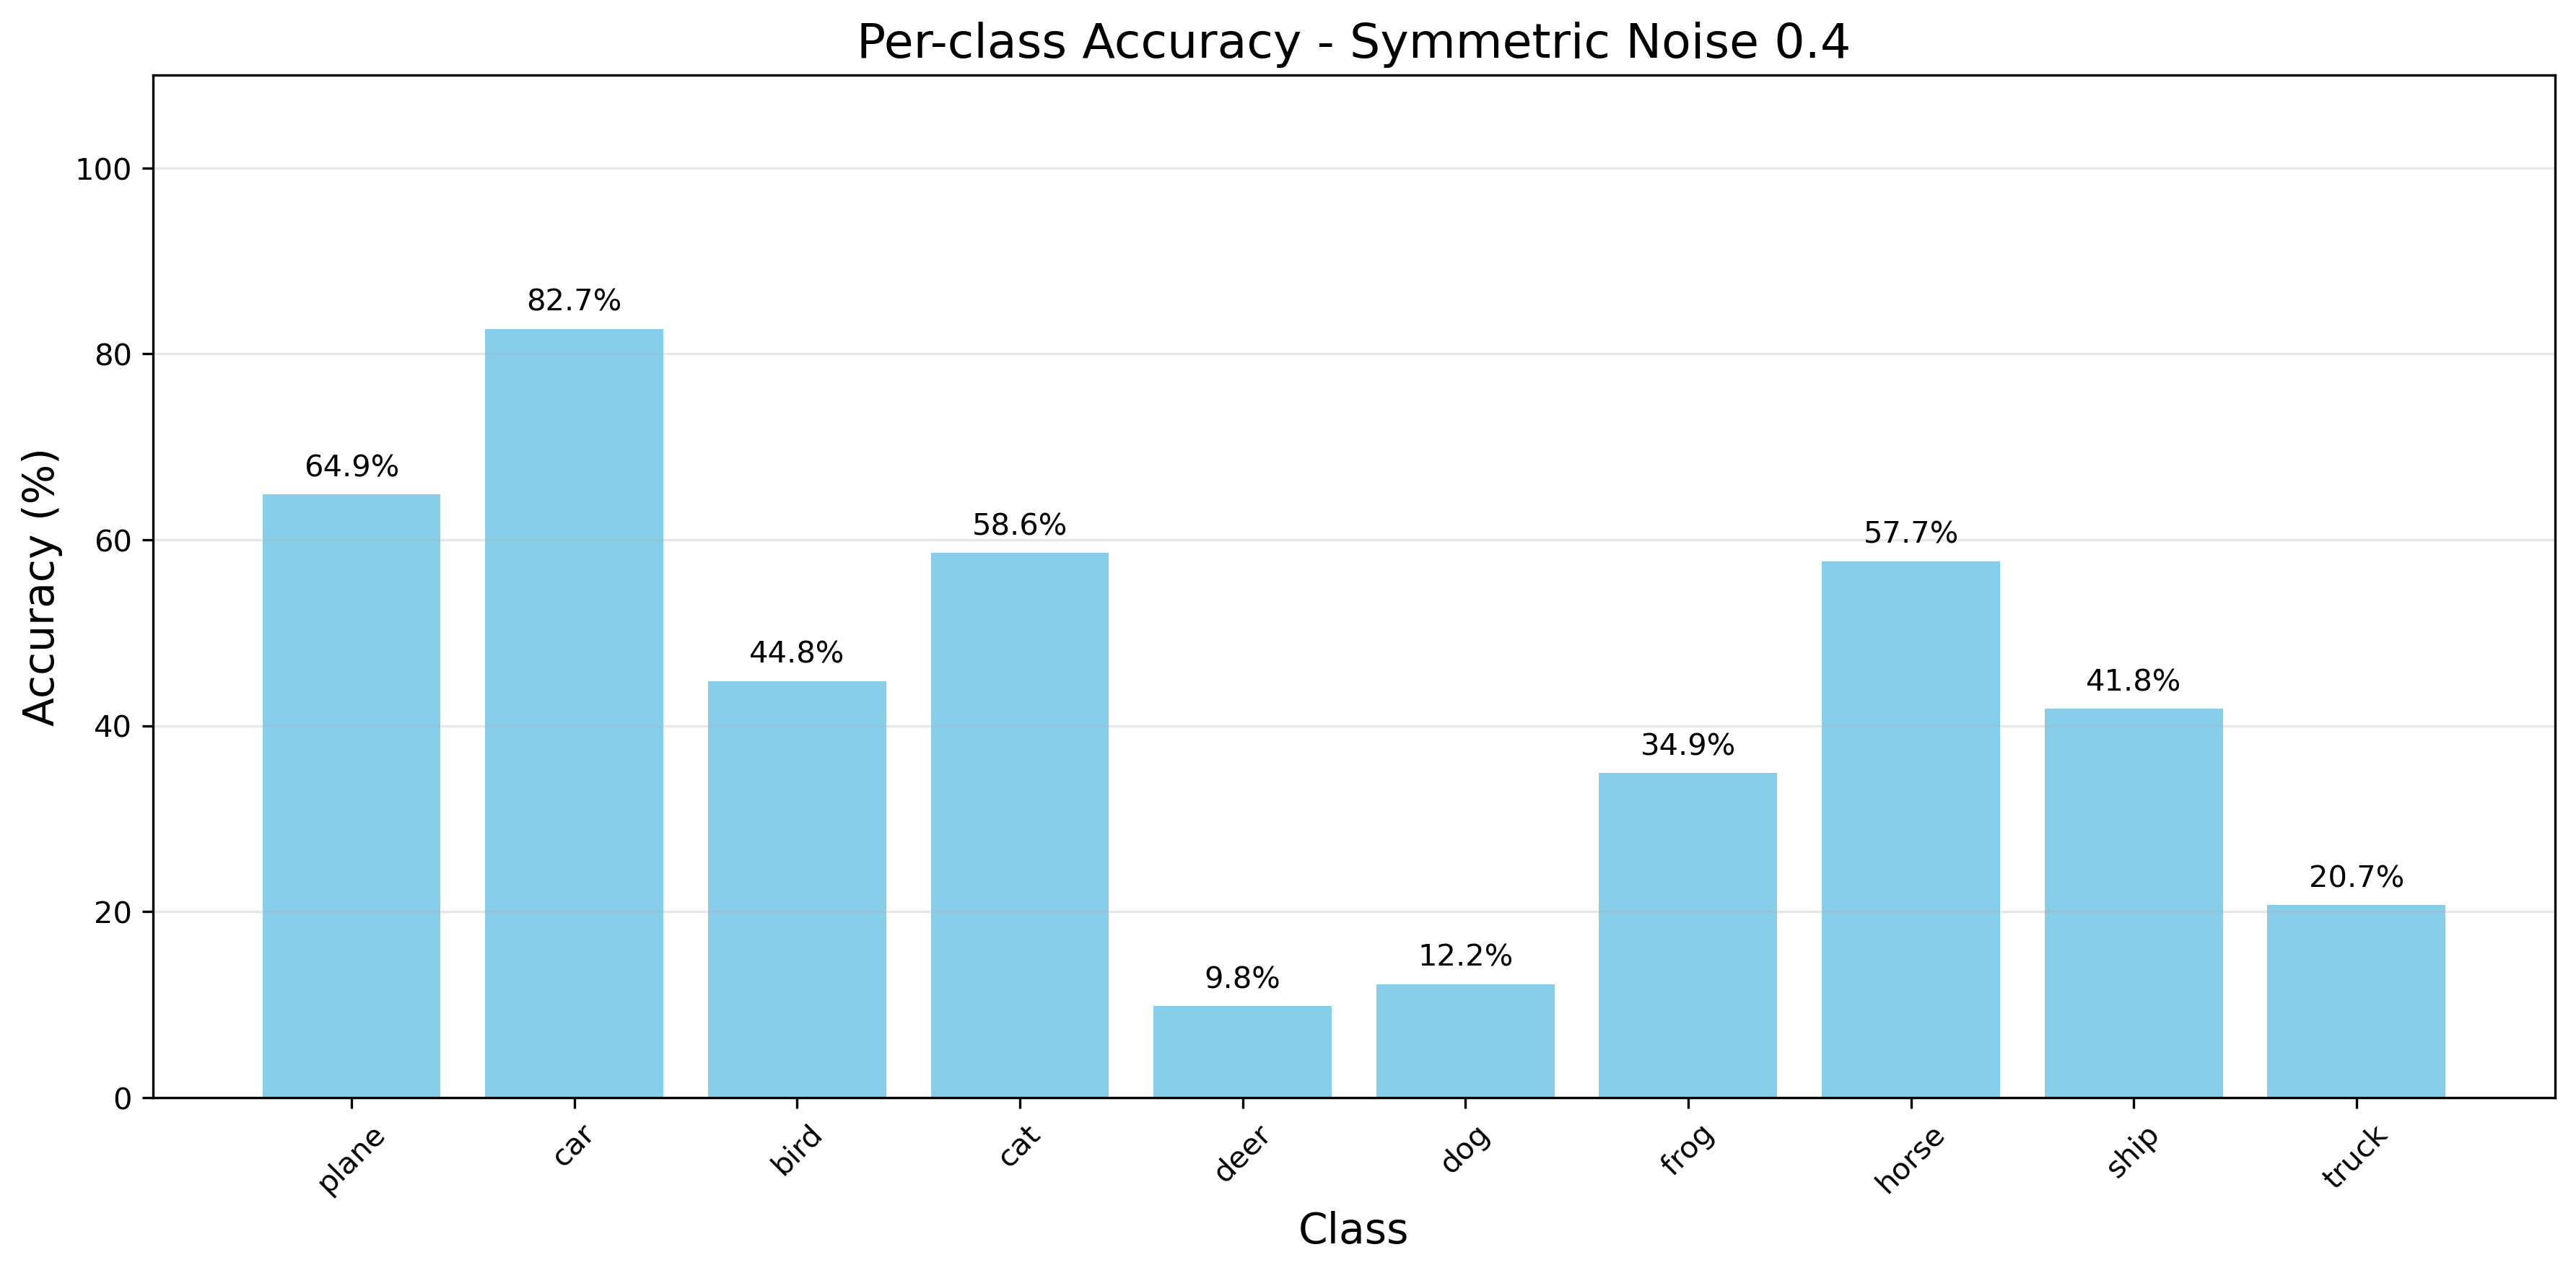 Per-class Accuracy - Symmetric Noise 0.4
Accuracy (%)
100
80
60
40
20
0
64.9%
82.7%
44.8%
58.6%
9.8%
12.2%
34.9%
57.7%
41.8%
20.7%
plane
car
bird
cat
deer
dog
frog
horse
ship
truck
Class